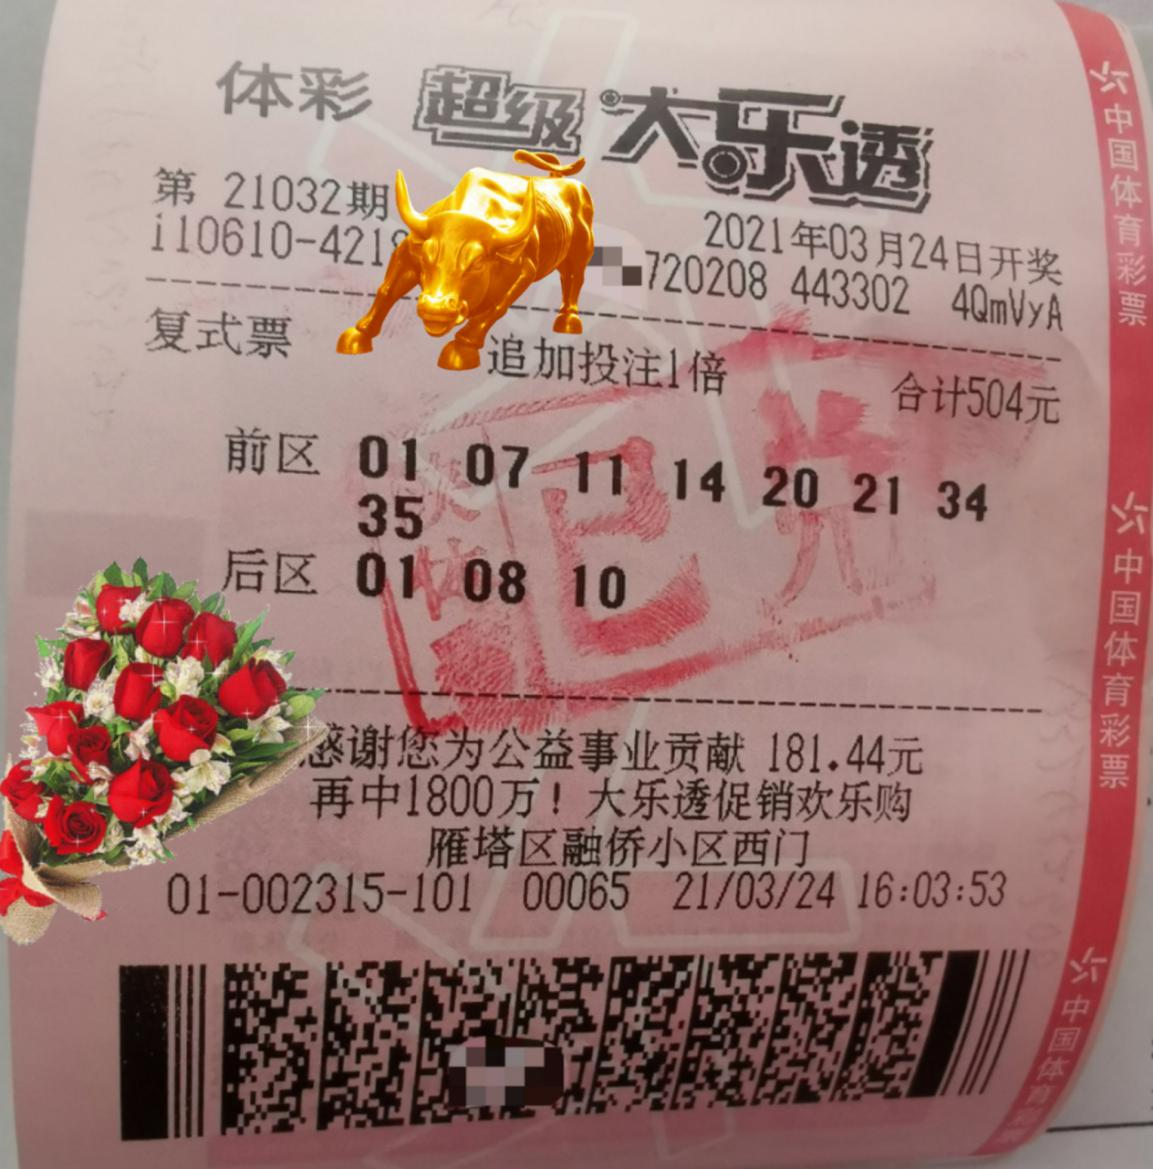 体彩 超级大乐透
第 21032期
2021年03月24日开奖
i110610-4218
720208 443302 4QmVyA
复式票
追加投注1倍
合计504元
前区 01 07 11 14 20 21 34
35
后区 01 08 10
已兑
感谢您为公益事业贡献 181.44元
再中1800万！大乐透促销欢乐购
雁塔区融侨小区西门
01-002315-101 00065 21/03/24 16:03:53
中国体育彩票
中国体育彩票
中国体育彩票